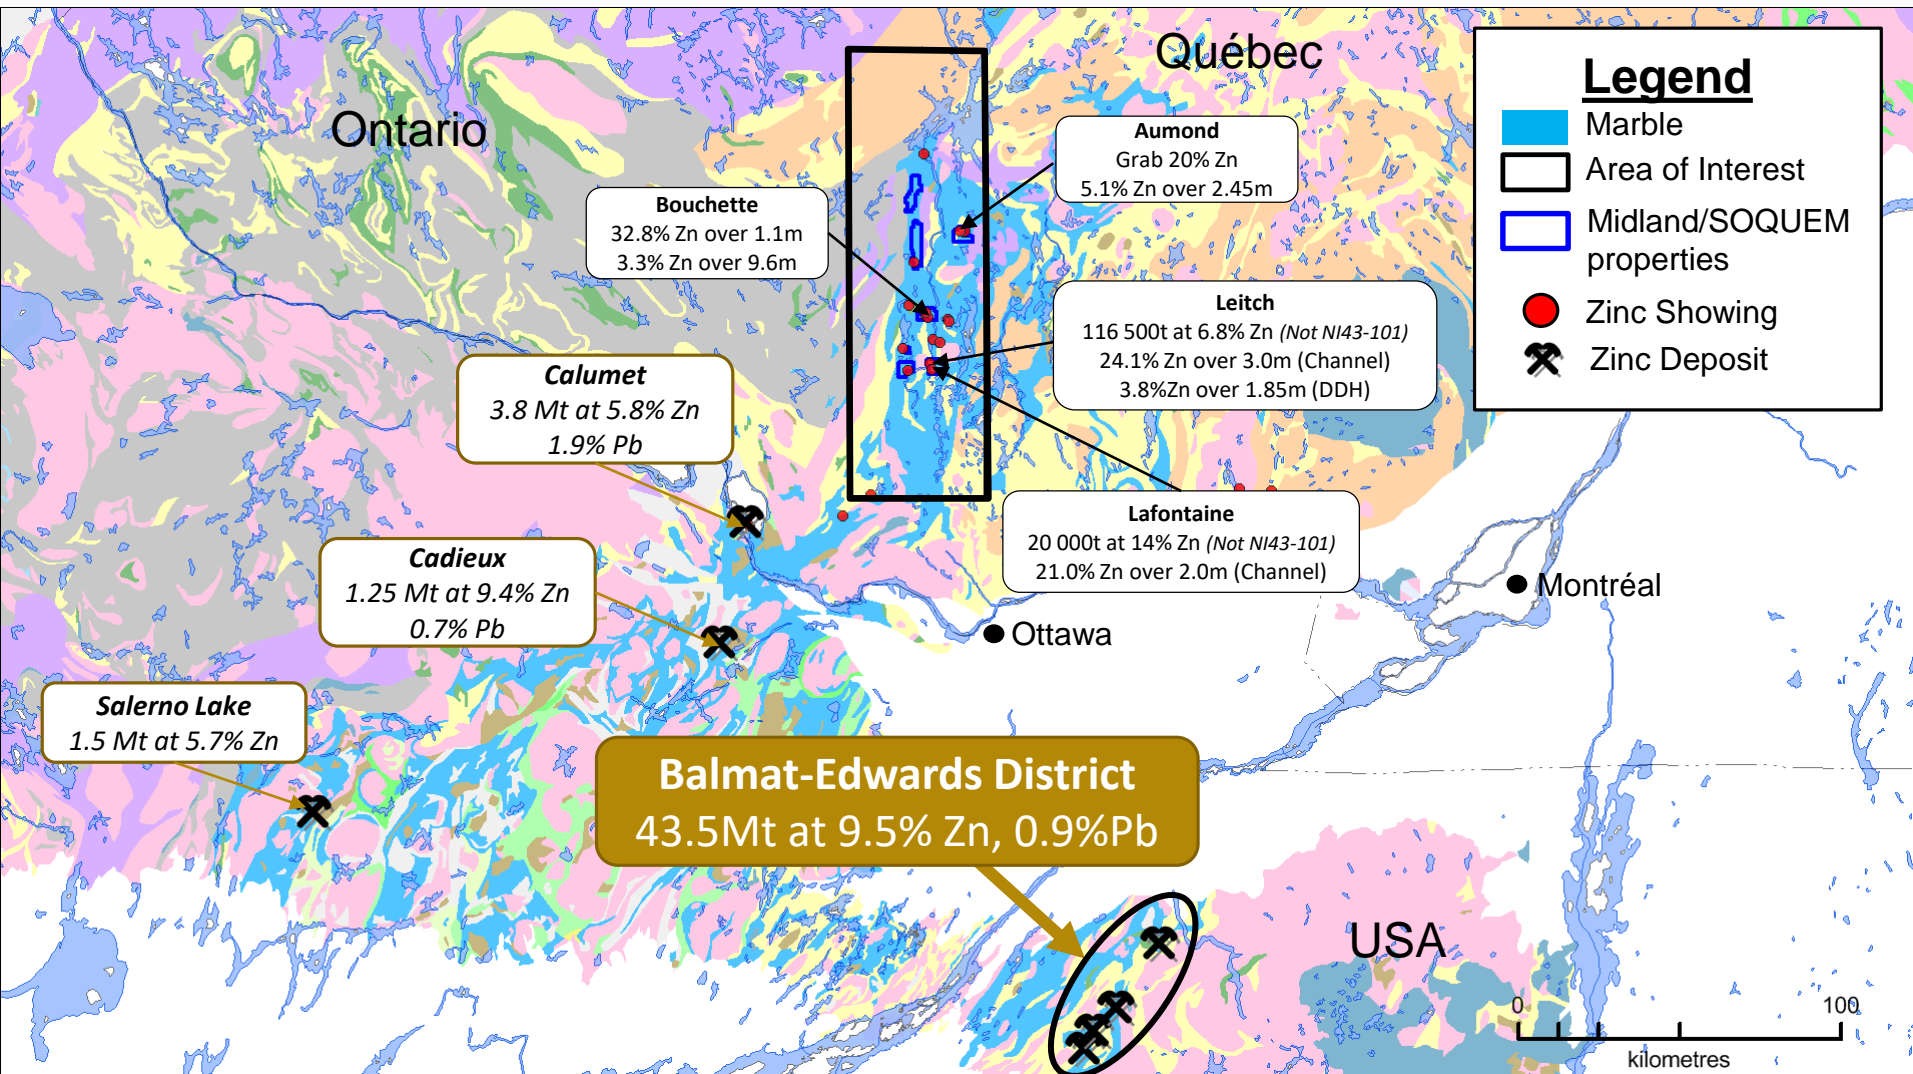 Ontario
Québec
Legend
Marble
Area of Interest
Midland/SOQUEM
properties
Zinc Showing
Zinc Deposit
Aumond
Grab 20% Zn
5.1% Zn over 2.45m
Bouchette
32.8% Zn over 1.1m
3.3% Zn over 9.6m
Leitch
116 500t at 6.8% Zn (Not NI43-101)
24.1% Zn over 3.0m (Channel)
3.8%Zn over 1.85m (DDH)
Calumet
3.8 Mt at 5.8% Zn
1.9% Pb
Lafontaine
20 000t at 14% Zn (Not NI43-101)
21.0% Zn over 2.0m (Channel)
Cadieux
1.25 Mt at 9.4% Zn
0.7% Pb
Montréal
Ottawa
Salerno Lake
1.5 Mt at 5.7% Zn
Balmat-Edwards District
43.5Mt at 9.5% Zn, 0.9%Pb
USA
0 100
kilometres